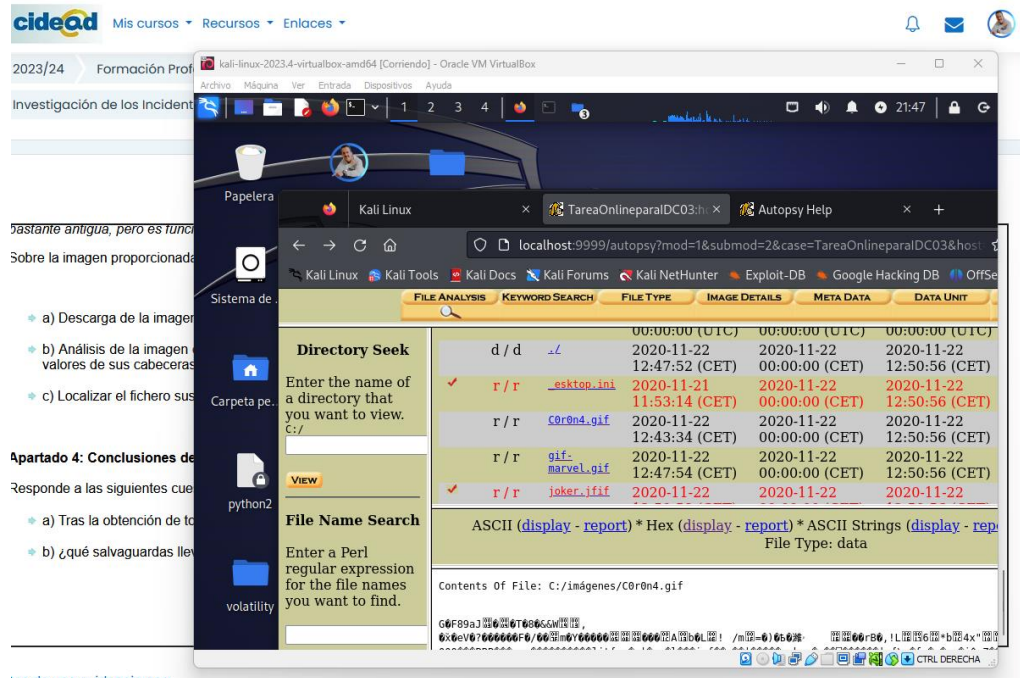 cidead Mis cursos Recursos Enlaces
2023/24 Formación Prof
Investigación de los Incident
bastante antigua, pero es funci
Sobre la imagen proporcionada
a) Descarga de la imagen
b) Análisis de la imagen
valores de sus cabeceras
c) Localizar el fichero sus
Apartado 4: Conclusiones de
Responde a las siguientes cue
a) Tras la obtención de to
b) ¿qué salvaguardas llev
kali-linux-2023.4-virtualbox-amd64 [Corriendo] - Oracle VM VirtualBox
Archivo Máquina Ver Entrada Dispositivos Ayuda
1 2 3 4 3 21:47
Papelera
Sistema de .
Carpeta pe..
python2
volatility
Kali Linux TareaOnlineparaIDC03:h Autopsy Help
localhost:9999/autopsy?mod=1&submod=2&case=TareaOnlineparaIDC03&host
Kali Linux Kali Tools Kali Docs Kali Forums Kali NetHunter Exploit-DB Google Hacking DB OffSe
FILE ANALYSIS KEYWORD SEARCH FILE TYPE IMAGE DETAILS META DATA DATA UNIT
Directory Seek
Enter the name of
a directory that
you want to view.
C:/
VIEW
File Name Search
Enter a Perl
regular expression
for the file names
you want to find.
00:00:00 (UTC) 00:00:00 (UTC) 00:00:00 (UTC)
d / d ./ 2020-11-22 2020-11-22 2020-11-22
12:47:52 (CET) 00:00:00 (CET) 12:50:56 (CET)
r / r _esktop.ini 2020-11-21 2020-11-22 2020-11-22
11:53:14 (CET) 00:00:00 (CET) 12:50:56 (CET)
r / r C0r0n4.gif 2020-11-22 2020-11-22 2020-11-22
12:43:34 (CET) 00:00:00 (CET) 12:50:56 (CET)
r / r gif- 2020-11-22 2020-11-22 2020-11-22
marvel.gif 12:47:54 (CET) 00:00:00 (CET) 12:50:56 (CET)
r / r joker.jfif 2020-11-22 2020-11-22 2020-11-22
ASCII (display - report) * Hex (display - report) * ASCII Strings (display - repo
File Type: data
Contents Of File: C:/imágenes/C0r0n4.gif
CTRL DERECHA